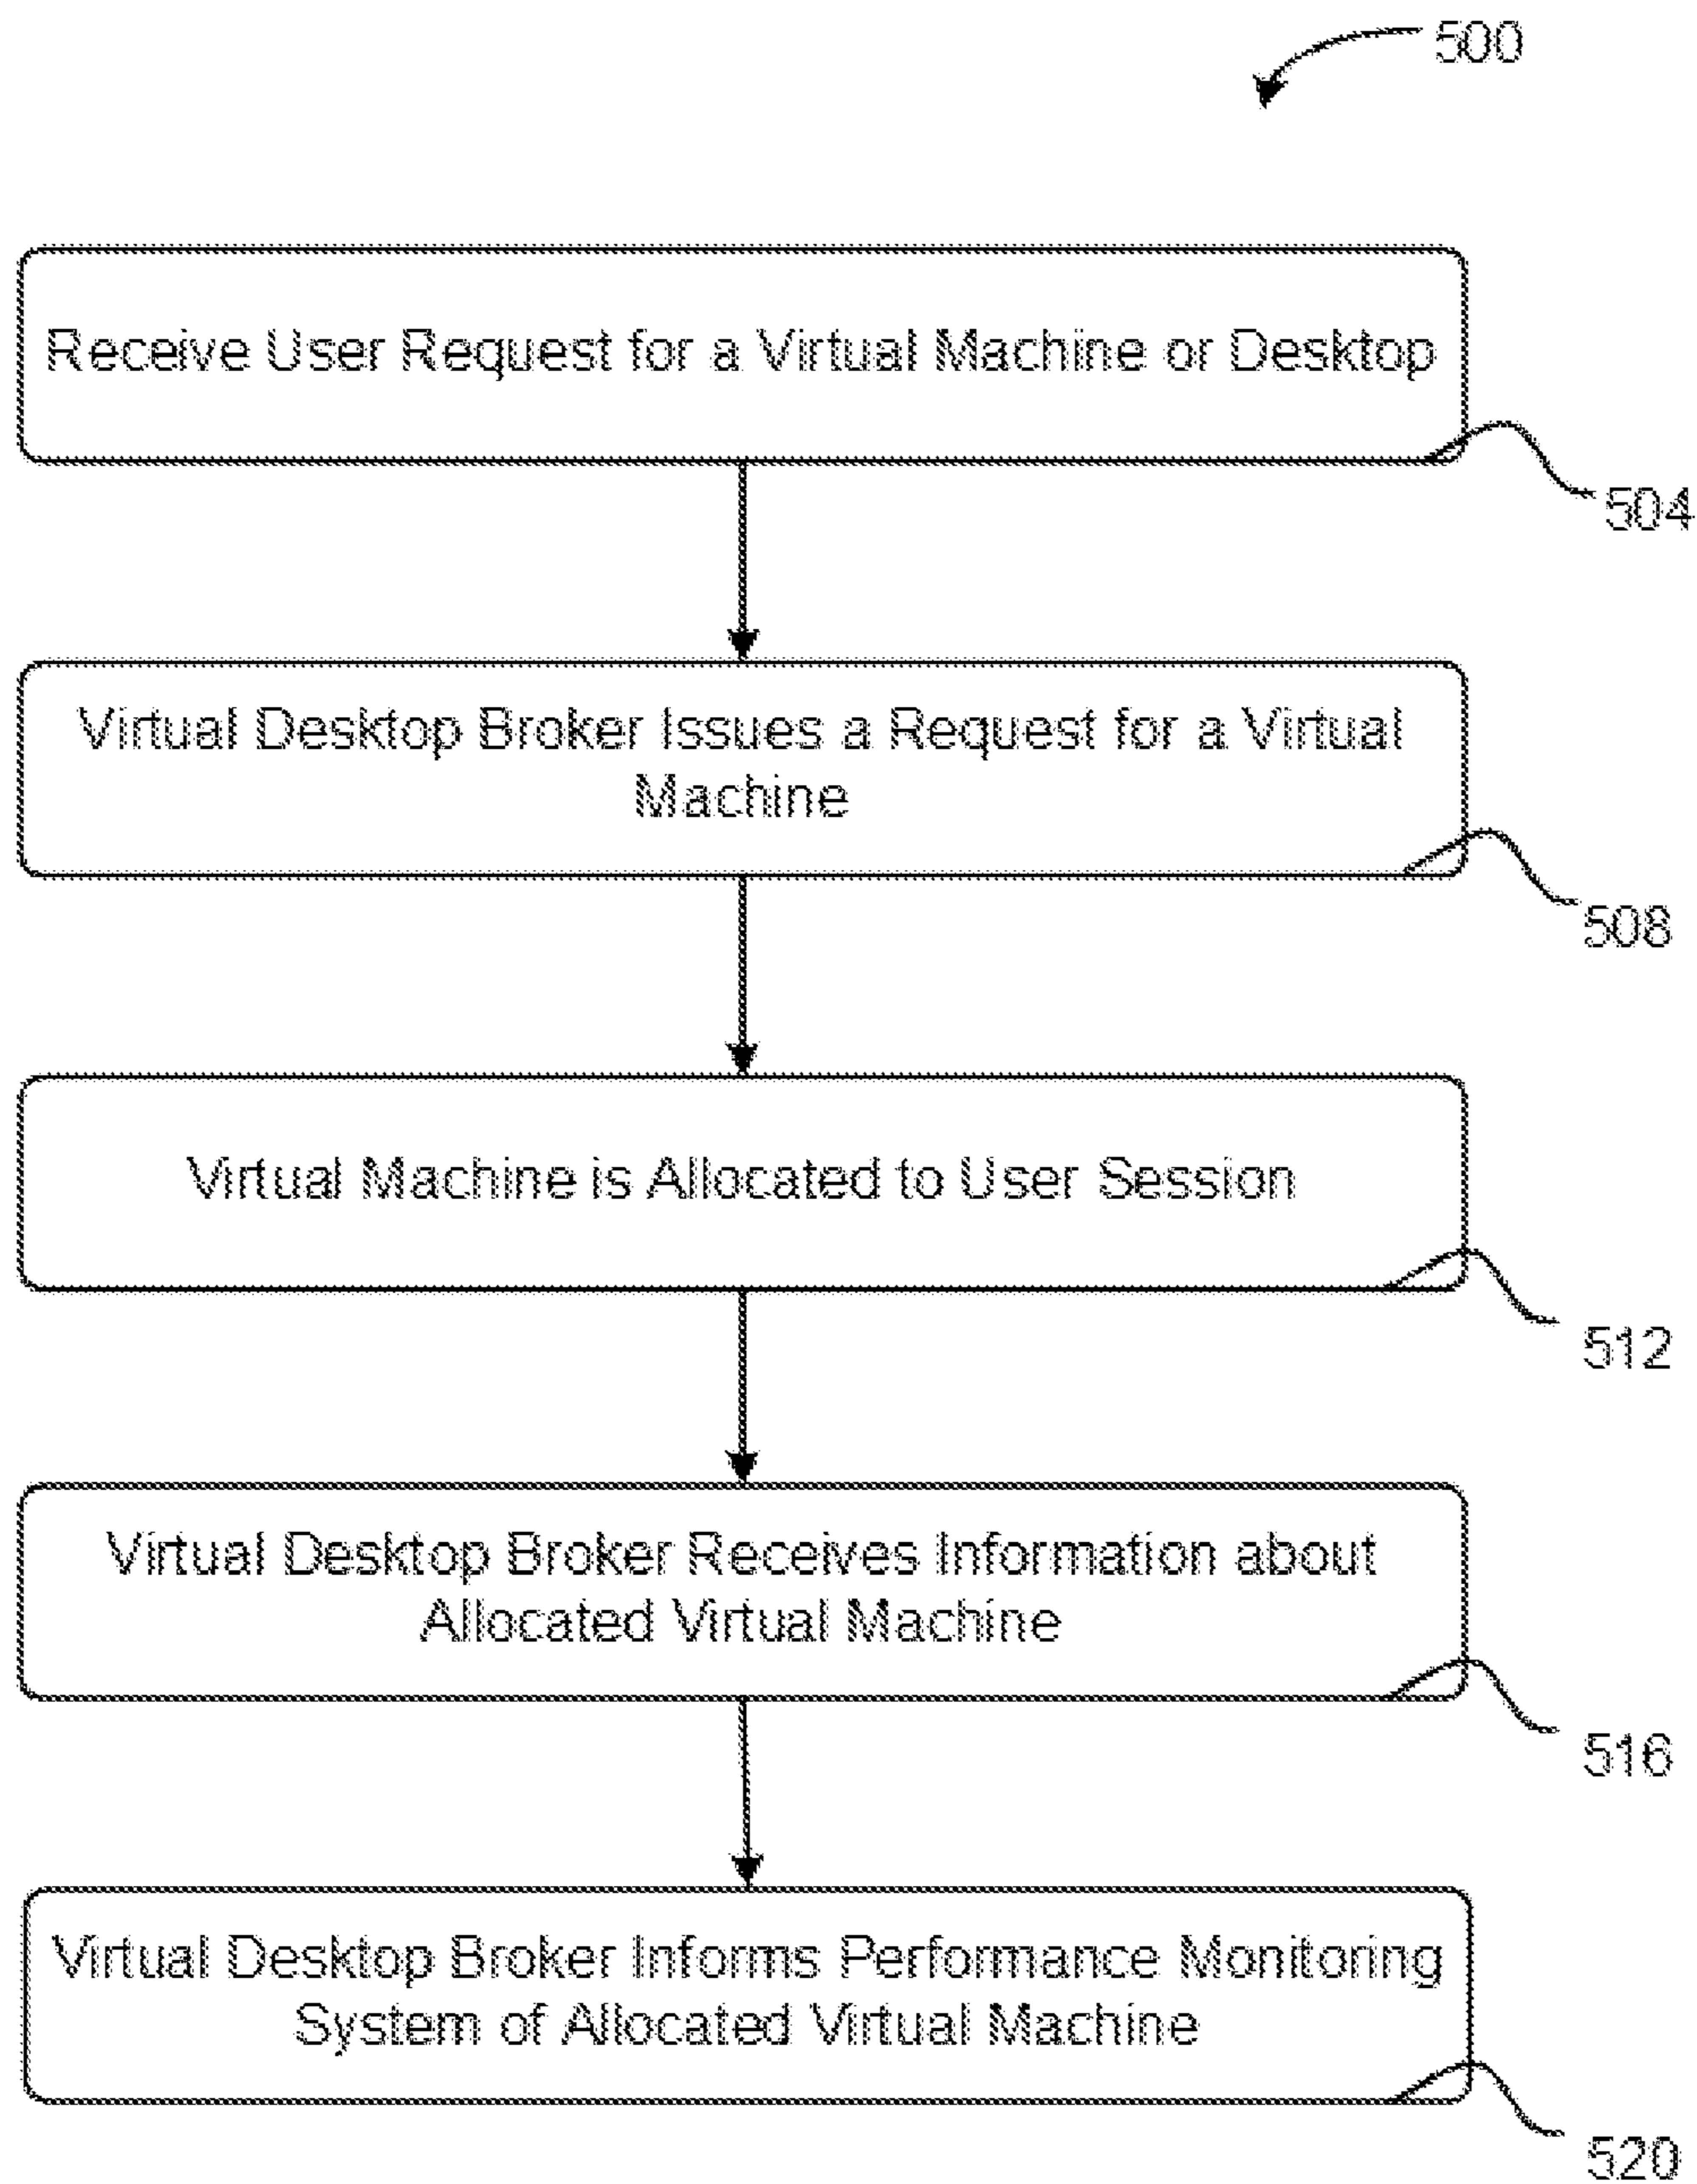 500
Receive User Request for a Virtual Machine or Desktop
504
Virtual Desktop Broker Issues a Request for a Virtual
Machine
508
Virtual Machine is Allocated to User Session
512
Virtual Desktop Broker Receives Information about
Allocated Virtual Machine
516
Virtual Desktop Broker Informs Performance Monitoring
System of Allocated Virtual Machine
520